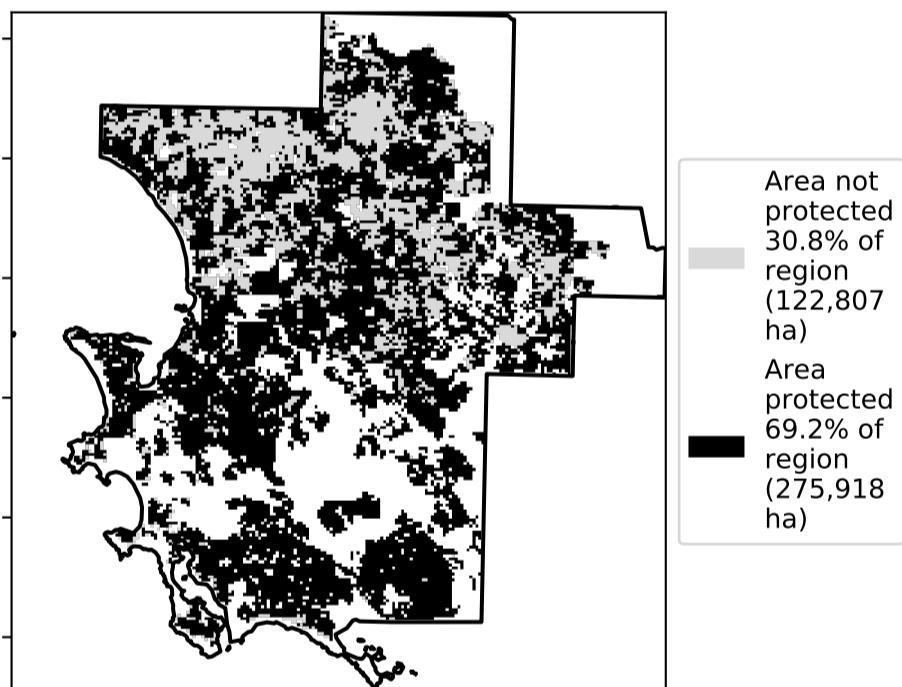 Area not
protected
30.8% of
region
(122,807
ha)
Area
protected
69.2% of
region
(275,918
ha)